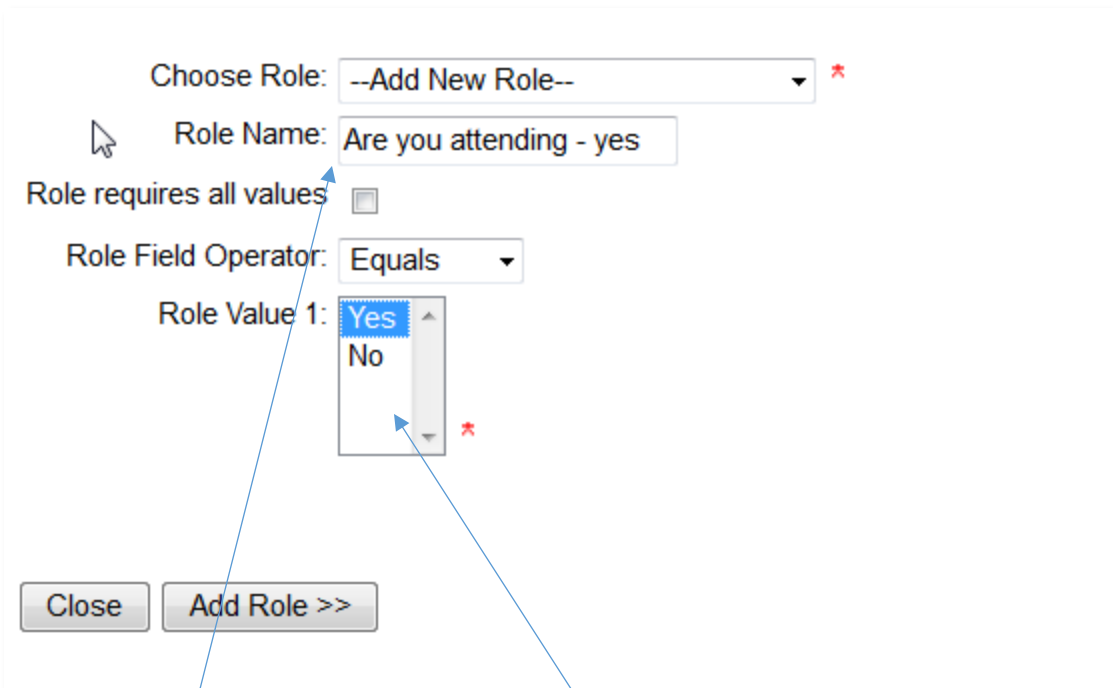 Choose Role: --Add New Role-- *
Role Name: Are you attending - yes
Role requires all values
Role Field Operator: Equals
Role Value 1: Yes
No
*
Close Add Role >>